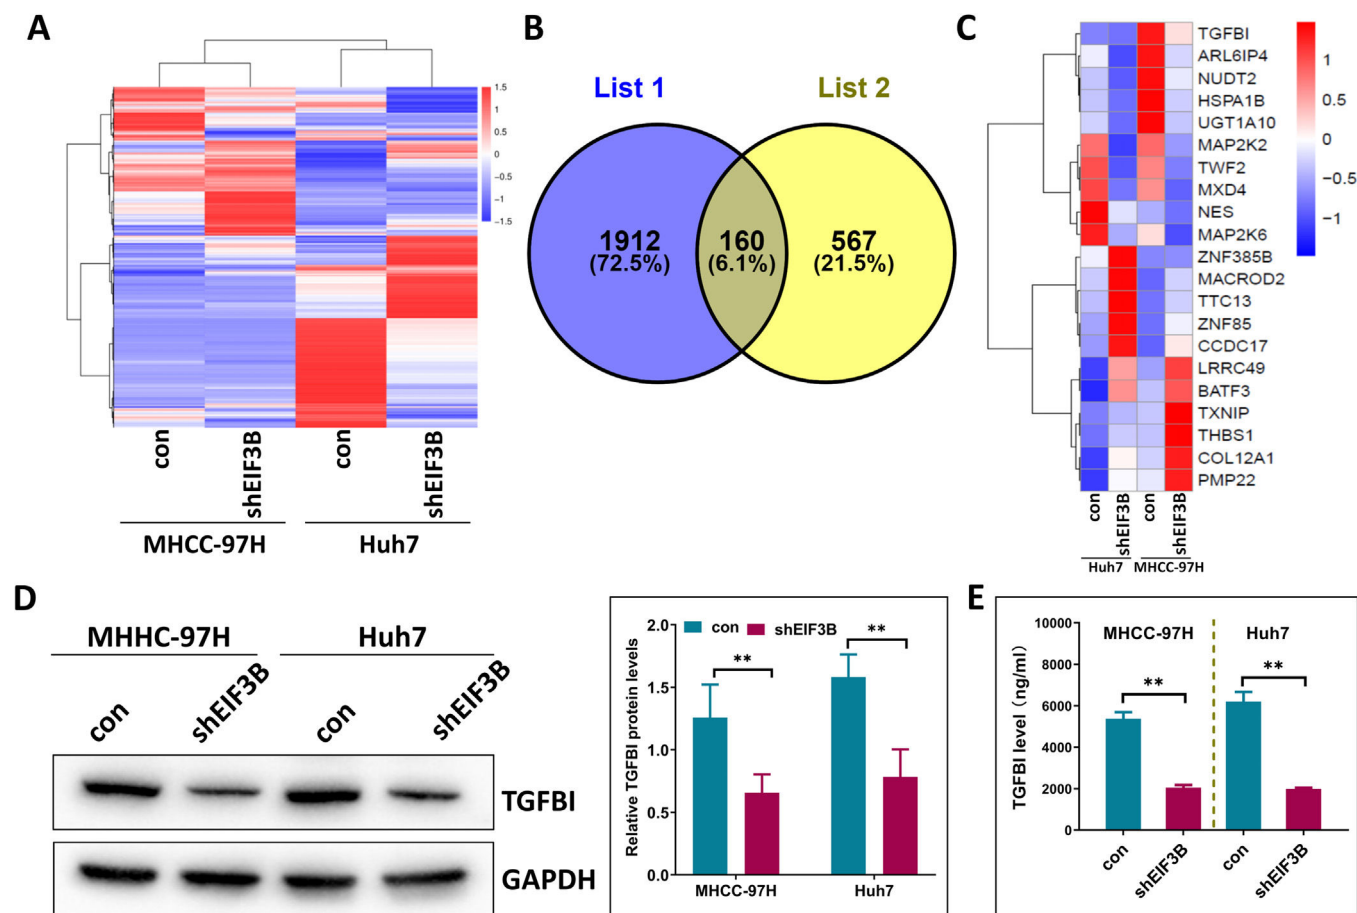 A
1.5
1
0.5
0
-0.5
-1
-1.5
con
shEIF3B
con
shEIF3B
MHCC-97H
Huh7
B
List 1
List 2
1912
(72.5%)
160
(6.1%)
567
(21.5%)
C
TGFBI
ARL6IP4
NUDT2
HSPA1B
UGT1A10
MAP2K2
TWF2
MXD4
NES
MAP2K6
ZNF385B
MACROD2
TTC13
ZNF85
CCDC17
LRRC49
BATF3
TXNIP
THBS1
COL12A1
PMP22
1
0.5
0
−0.5
−1
con
shEIF3B
con
shEIF3B
Huh7
MHCC-97H
D
MHHC-97H
Huh7
con
shEIF3B
con
shEIF3B
TGFBI
GAPDH
Relative TGFBI protein levels
2.0
1.5
1.0
0.5
0.0
con
shEIF3B
**
**
MHCC-97H
Huh7
E
TGFBI level (ng/ml)
10000
8000
6000
4000
2000
0
MHCC-97H
Huh7
**
**
con
shEIF3B
con
shEIF3B